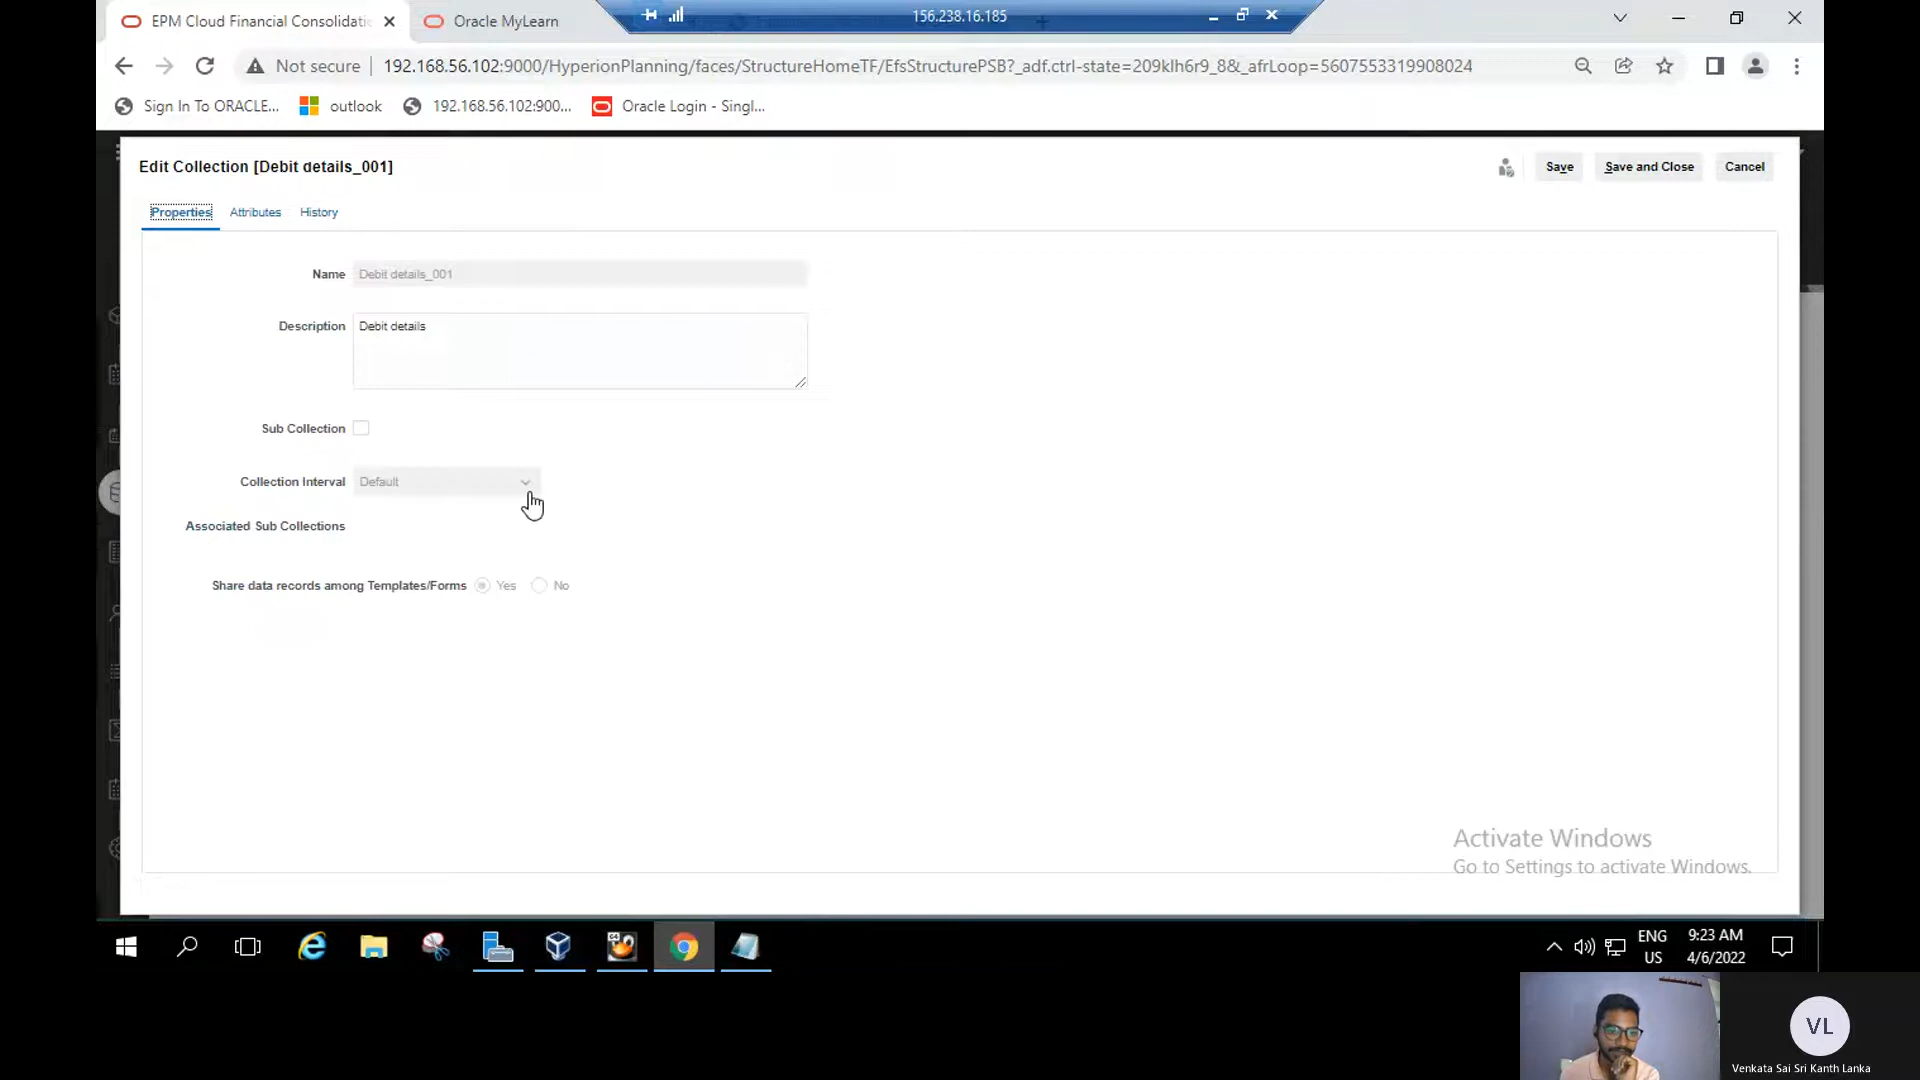 EPM Cloud Financial Consolidatic
Oracle MyLearn
156.238.16.185
Not secure
192.168.56.102:9000/HyperionPlanning/faces/StructureHomeTF/EfsStructurePSB?_adf.ctrl-state=209klh6r9_8&_afrLoop=5607553319908024
Sign In To ORACLE...
outlook
192.168.56.102:900...
Oracle Login - Singl...
Edit Collection [Debit details_001]
Save
Save and Close
Cancel
Properties
Attributes
History
Name
Debit details_001
Description
Debit details
Sub Collection
Collection Interval
Default
Associated Sub Collections
Share data records among Templates/Forms
Yes
No
Activate Windows
Go to Settings to activate Windows.
ENG
US
9:23 AM
4/6/2022
VL
Venkata Sai Sri Kanth Lanka